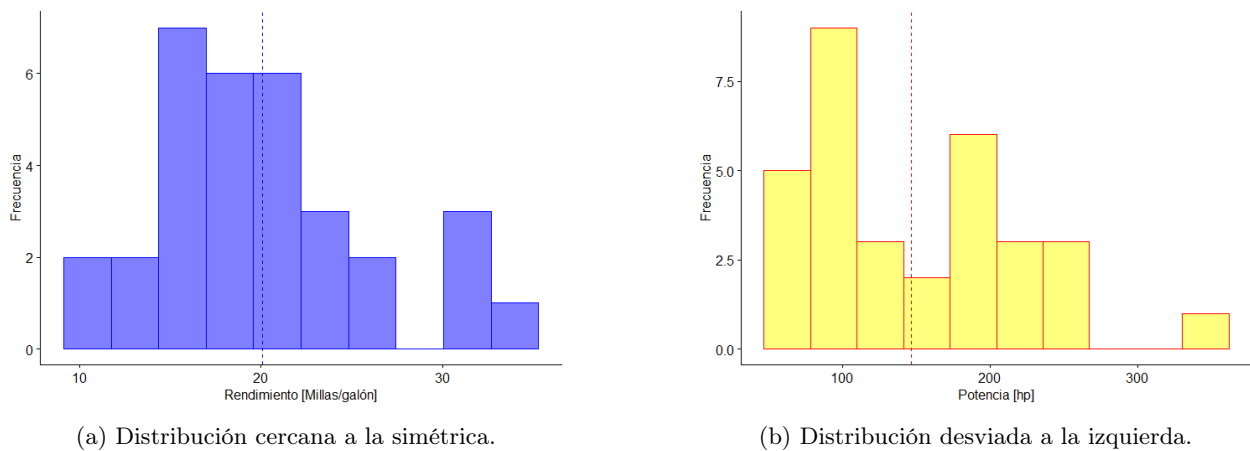 Frecuencia
6
4
2
0
10
20
30
Rendimiento [Millas/galón]
(a) Distribución cercana a la simétrica.
Frecuencia
7.5
5.0
2.5
0.0
100
200
300
Potencia [hp]
(b) Distribución desviada a la izquierda.